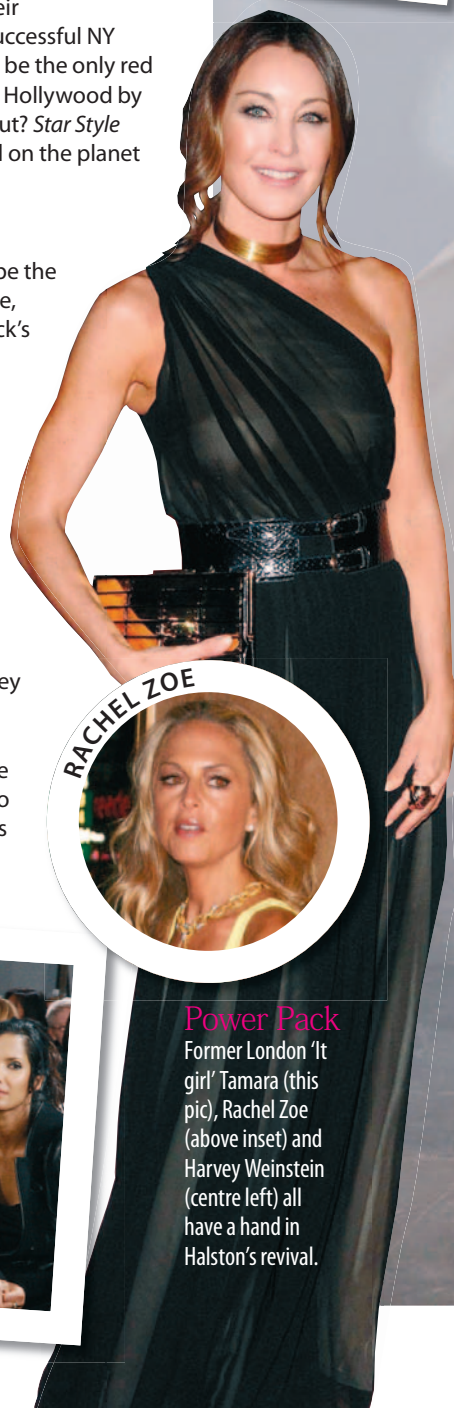 uccessful NY
be the only red
Hollywood by
ut? Star Style
on the planet
be the
e,
ck's
ey
e
o
s
RACHEL ZOE
Power Pack
Former London 'It
girl' Tamara (this
pic), Rachel Zoe
(above inset) and
Harvey Weinstein
(centre left) all
have a hand in
Halston's revival.